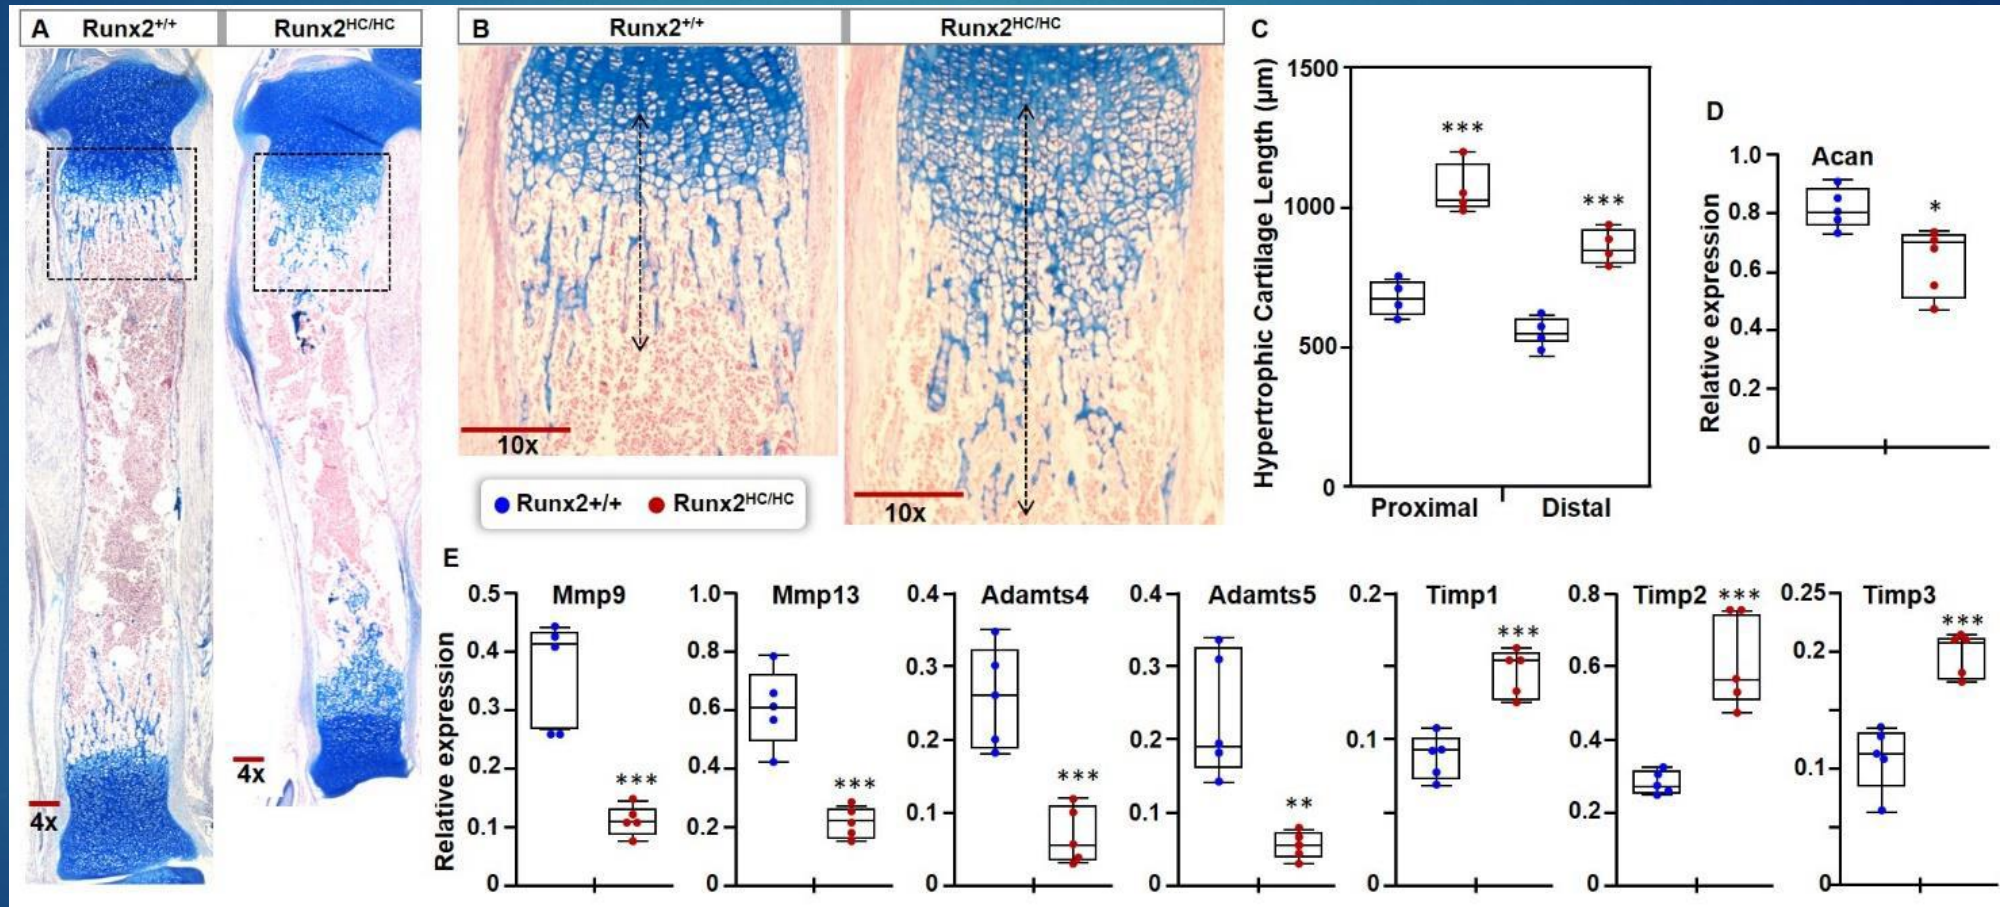 A Runx2+/+ Runx2HC/HC
B Runx2+/+ Runx2HC/HC
4x
4x
10x
10x
Runx2+/+ Runx2HC/HC
C
Hypertrophic Cartilage Length (µm)
1500
1000
500
0
***
***
Proximal Distal
D
Relative expression
Acan
1.0
0.8
0.6
0.4
0.2
0
*
E
Relative expression
Mmp9
0.5
0.4
0.3
0.2
0.1
0
***
Mmp13
1.0
0.8
0.6
0.4
0.2
0
***
Adamts4
0.4
0.3
0.2
0.1
0
***
Adamts5
0.4
0.3
0.2
0.1
0
**
Timp1
0.2
0.1
0
***
Timp2
0.8
0.6
0.4
0.2
0
***
Timp3
0.25
0.2
0.1
0
***